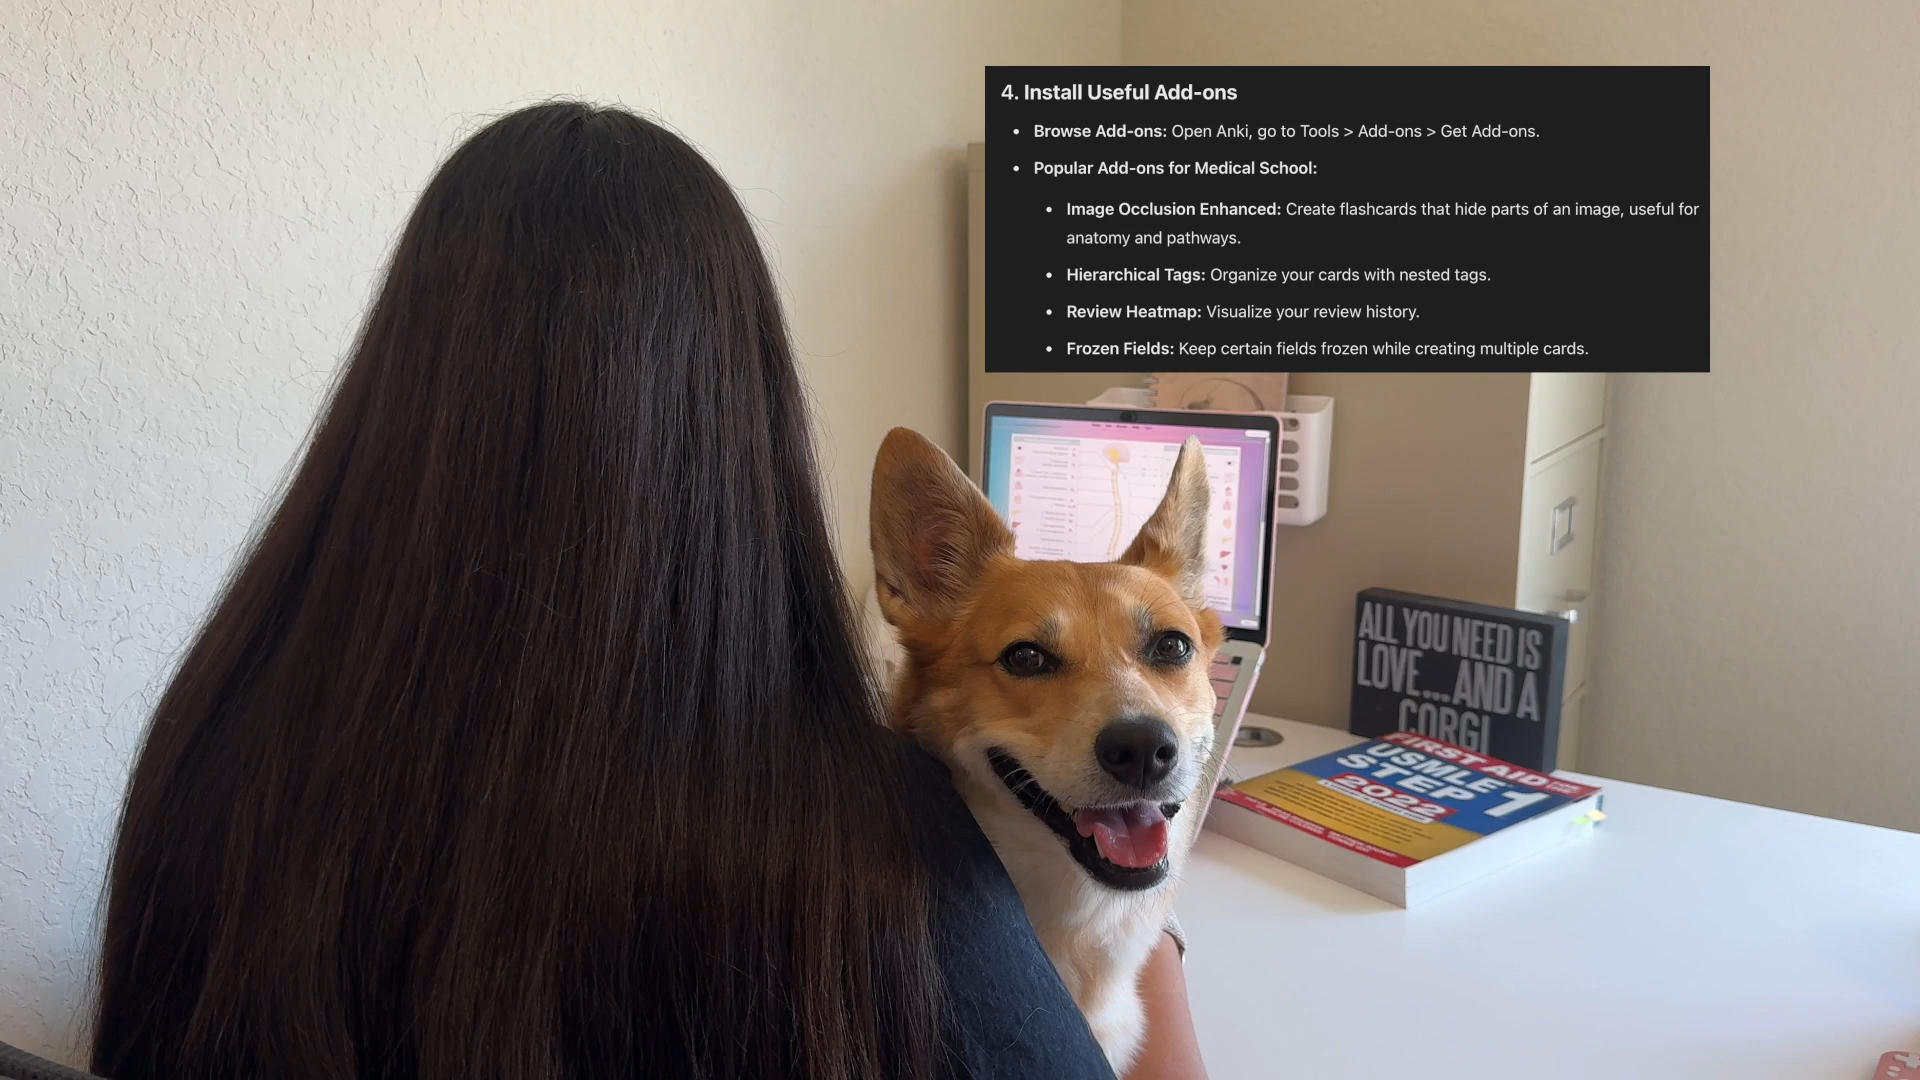 4. Install Useful Add-ons
• Browse Add-ons: Open Anki, go to Tools > Add-ons > Get Add-ons.
• Popular Add-ons for Medical School:
• Image Occlusion Enhanced: Create flashcards that hide parts of an image, useful for
anatomy and pathways.
• Hierarchical Tags: Organize your cards with nested tags.
• Review Heatmap: Visualize your review history.
• Frozen Fields: Keep certain fields frozen while creating multiple cards.
ALL YOU NEED IS
LOVE...AND A
CORGI
FIRST AID
USMLE
STEP 1
2022